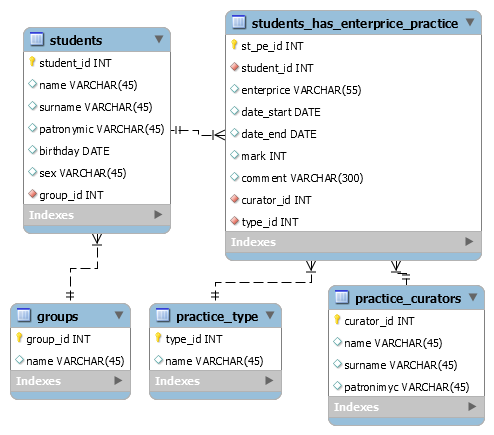 students
student_id INT
name VARCHAR(45)
surname VARCHAR(45)
patronymic VARCHAR(45)
birthday DATE
sex VARCHAR(45)
group_id INT
Indexes
students_has_enterprice_practice
st_pe_id INT
student_id INT
enterprice VARCHAR(55)
date_start DATE
date_end DATE
mark INT
comment VARCHAR(300)
curator_id INT
type_id INT
Indexes
groups
group_id INT
name VARCHAR(45)
Indexes
practice_type
type_id INT
name VARCHAR(45)
Indexes
practice_curators
curator_id INT
name VARCHAR(45)
surname VARCHAR(45)
patronimyc VARCHAR(45)
Indexes